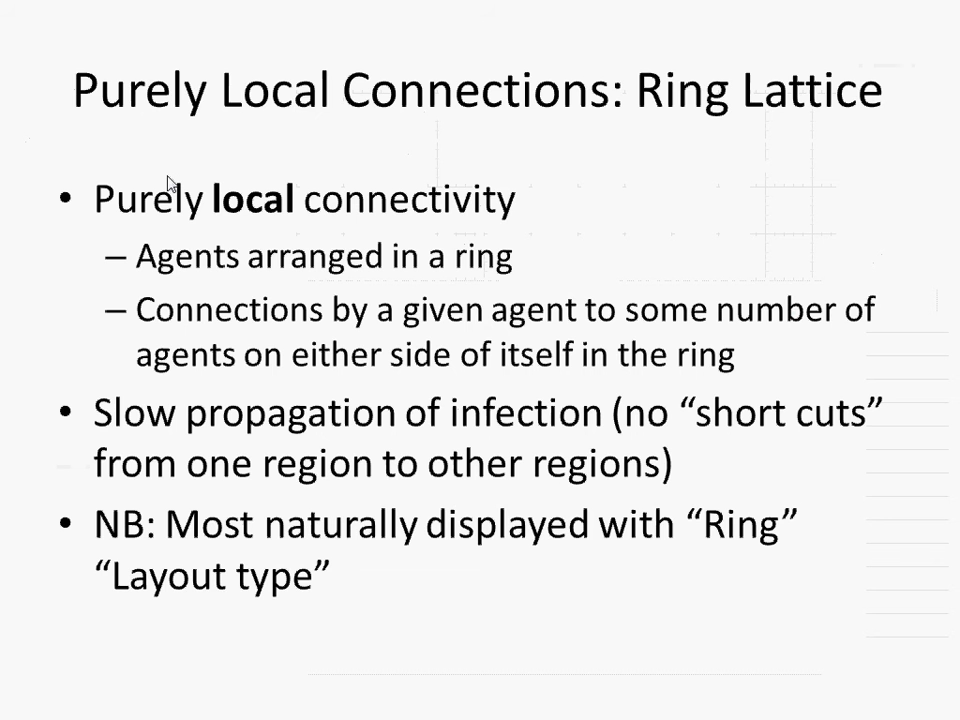 Purely Local Connections: Ring Lattice
• Purely local connectivity
– Agents arranged in a ring
– Connections by a given agent to some number of
agents on either side of itself in the ring
• Slow propagation of infection (no “short cuts”
from one region to other regions)
• NB: Most naturally displayed with “Ring”
“Layout type”